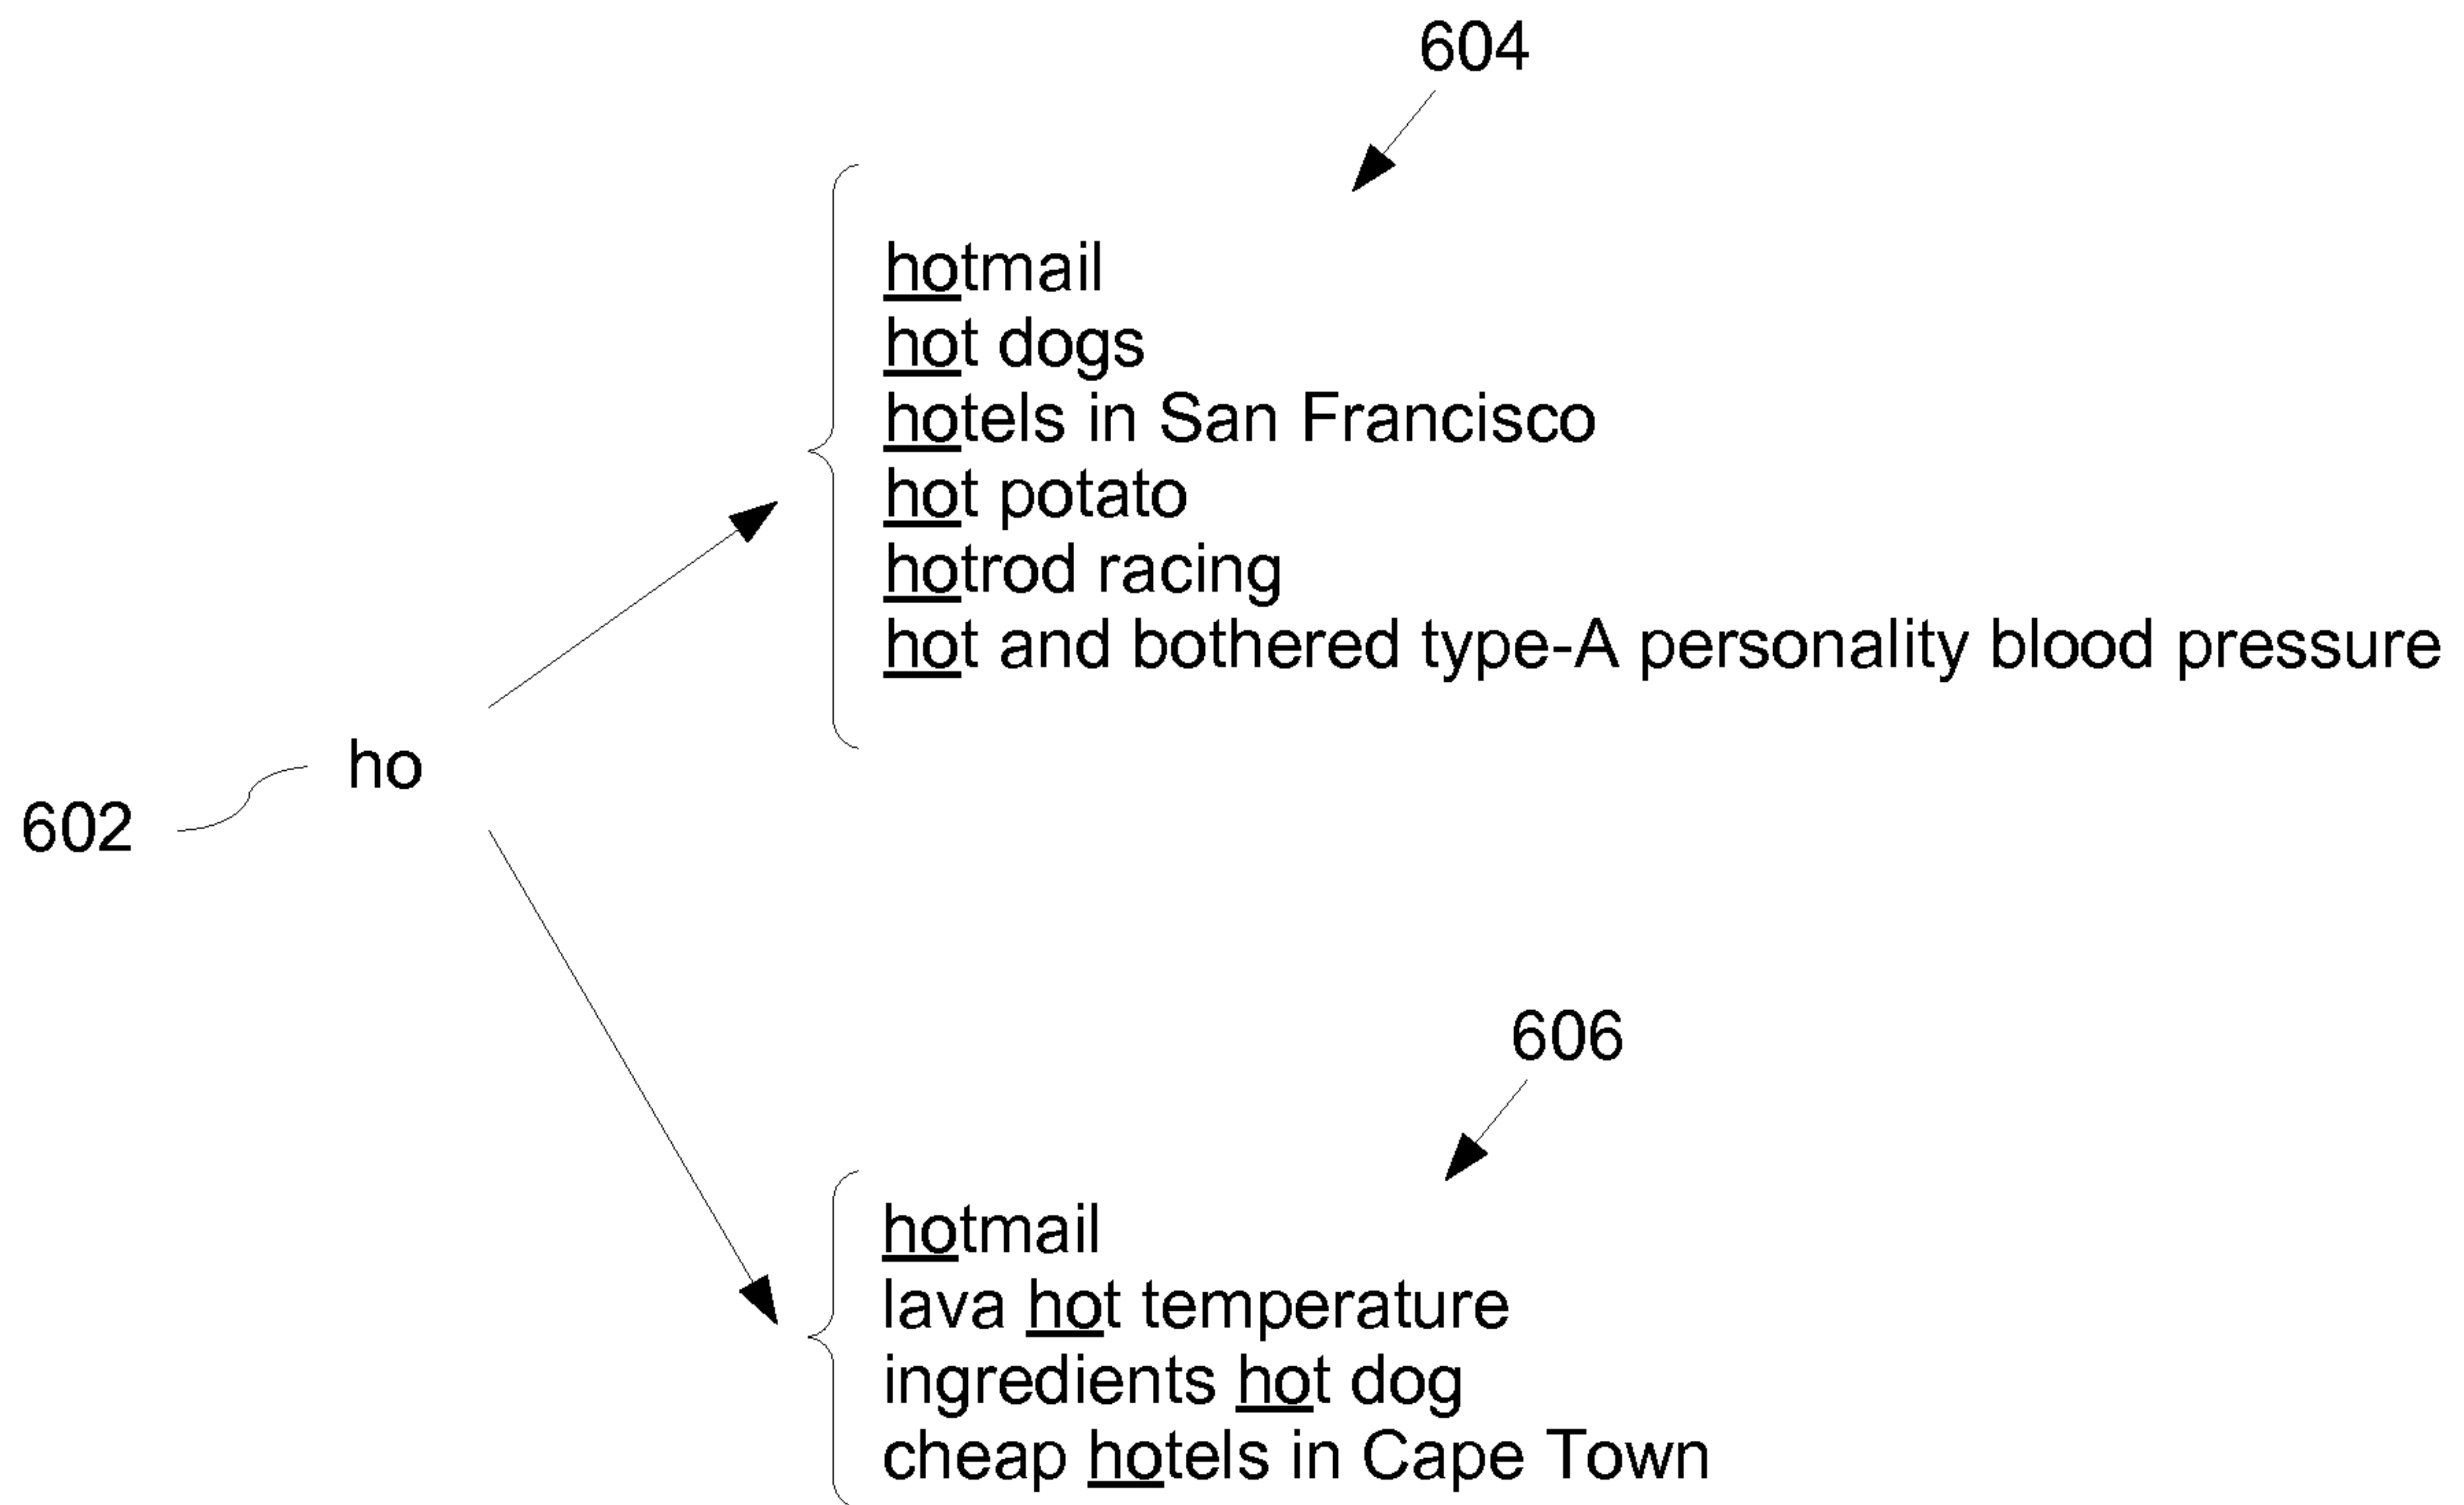 604
hotmail
hot dogs
hotels in San Francisco
hot potato
hotrod racing
hot and bothered type-A personality blood pressure
ho
602
606
hotmail
lava hot temperature
ingredients hot dog
cheap hotels in Cape Town